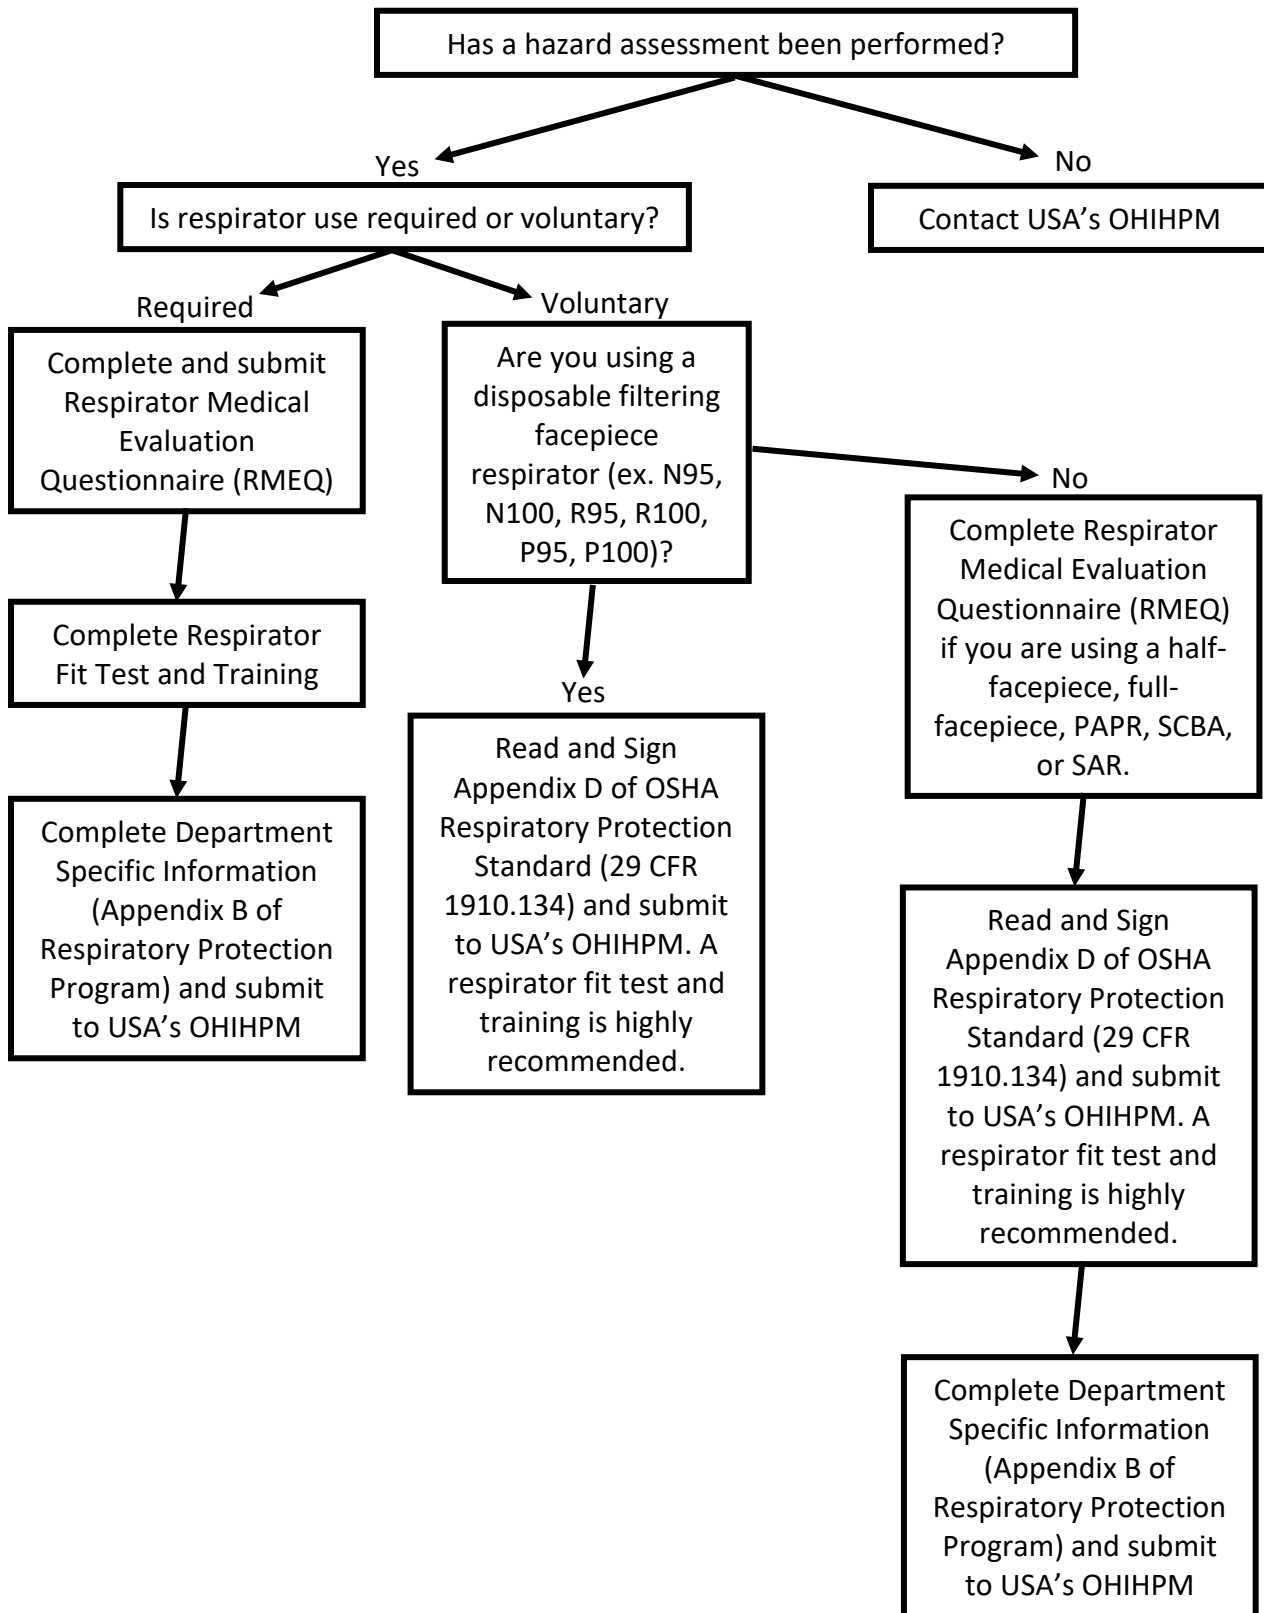 Has a hazard assessment been performed?
Yes
No
Is respirator use required or voluntary?
Contact USA's OHIHPM
Required
Voluntary
Complete and submit
Respirator Medical
Evaluation
Questionnaire (RMEQ)
Are you using a
disposable filtering
facepiece
respirator (ex. N95,
N100, R95, R100,
P95, P100)?
No
Complete Respirator
Medical Evaluation
Questionnaire (RMEQ)
if you are using a half-
facepiece, full-
facepiece, PAPR, SCBA,
or SAR.
Complete Respirator
Fit Test and Training
Yes
Read and Sign
Appendix D of OSHA
Respiratory Protection
Standard (29 CFR
1910.134) and submit
to USA's OHIHPM. A
respirator fit test and
training is highly
recommended.
Complete Department
Specific Information
(Appendix B of
Respiratory Protection
Program) and submit
to USA's OHIHPM
Read and Sign
Appendix D of OSHA
Respiratory Protection
Standard (29 CFR
1910.134) and submit
to USA's OHIHPM. A
respirator fit test and
training is highly
recommended.
Complete Department
Specific Information
(Appendix B of
Respiratory Protection
Program) and submit
to USA's OHIHPM